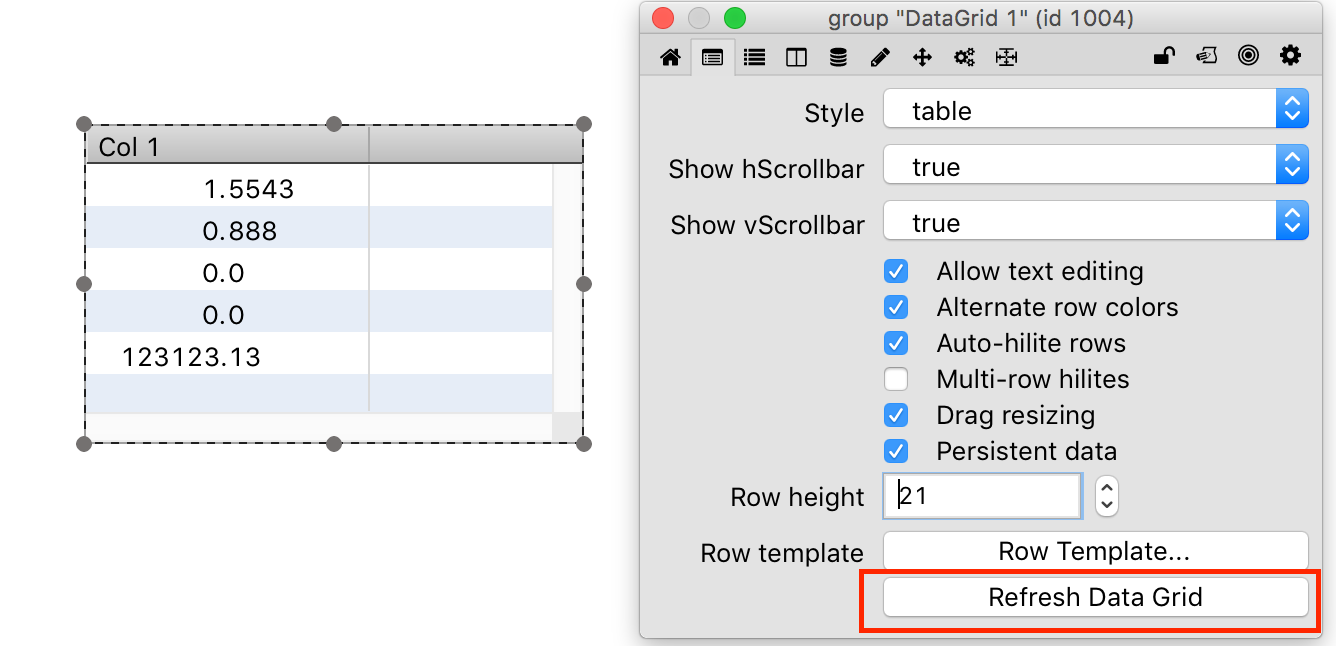 Col 1
1.5543
0.888
0.0
0.0
123123.13
group "DataGrid 1" (id 1004)
Style table
Show hScrollbar true
Show vScrollbar true
Allow text editing
Alternate row colors
Auto-hilite rows
Multi-row hilites
Drag resizing
Persistent data
Row height 21
Row template Row Template...
Refresh Data Grid